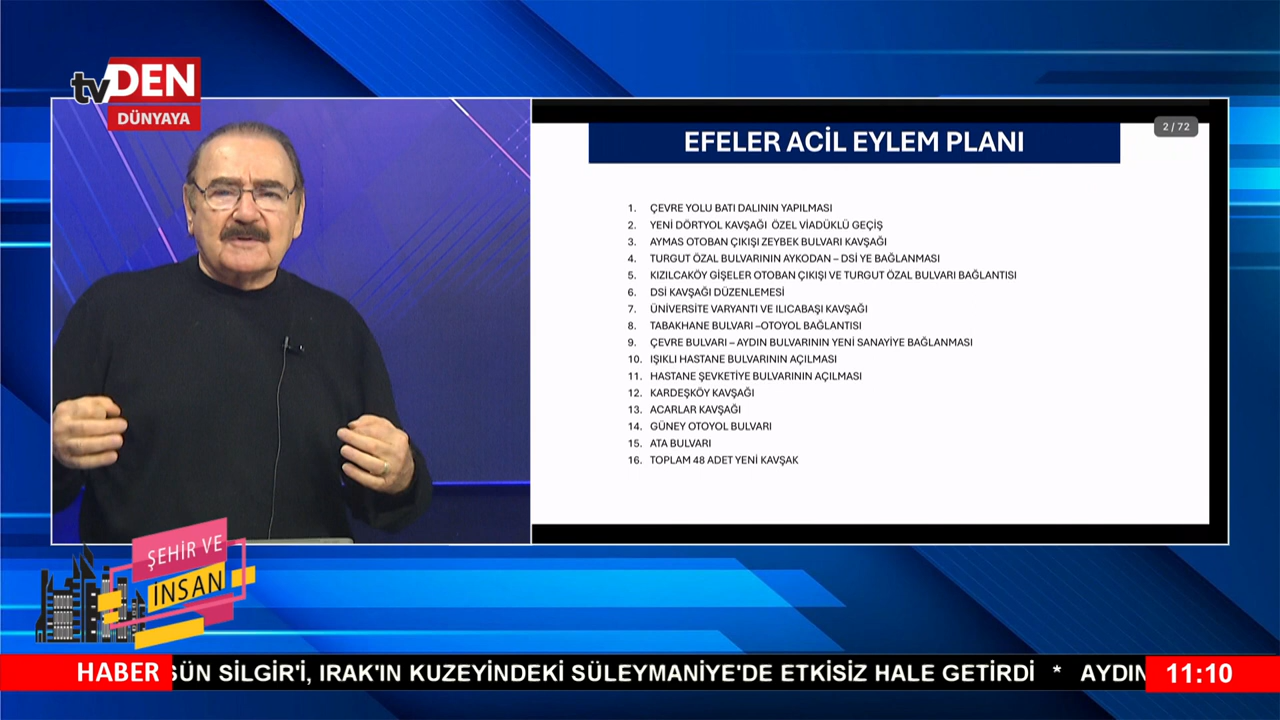 tvDEN
DÜNYAYA
2 / 72
EFELER ACİL EYLEM PLANI
1. ÇEVRE YOLU BATI DALININ YAPILMASI
2. YENİ DÖRTYOL KAVŞAĞI ÖZEL VİADÜKLÜ GEÇİŞ
3. AYMAS OTOBAN ÇIKIŞI ZEYBEK BULVARI KAVŞAĞI
4. TURGUT ÖZAL BULVARININ AYKODAN – DSİ YE BAĞLANMASI
5. KIZILCAKÖY GİŞELER OTOBAN ÇIKIŞI VE TURGUT ÖZAL BULVARI BAĞLANTISI
6. DSİ KAVŞAĞI DÜZENLEMESİ
7. ÜNİVERSİTE VARYANTI VE ILICABAŞI KAVŞAĞI
8. TABAKHANE BULVARI –OTOYOL BAĞLANTISI
9. ÇEVRE BULVARI – AYDIN BULVARININ YENİ SANAYİYE BAĞLANMASI
10. IŞIKLI HASTANE BULVARININ AÇILMASI
11. HASTANE ŞEVKETİYE BULVARININ AÇILMASI
12. KARDEŞKÖY KAVŞAĞI
13. ACARLAR KAVŞAĞI
14. GÜNEY OTOYOL BULVARI
15. ATA BULVARI
16. TOPLAM 48 ADET YENİ KAVŞAK
ŞEHİR VE
İNSAN
HABER SÜN SİLGİR'İ, IRAK'IN KUZEYİNDEKİ SÜLEYMANİYE'DE ETKİSİZ HALE GETİRDİ * AYDIN 11:10